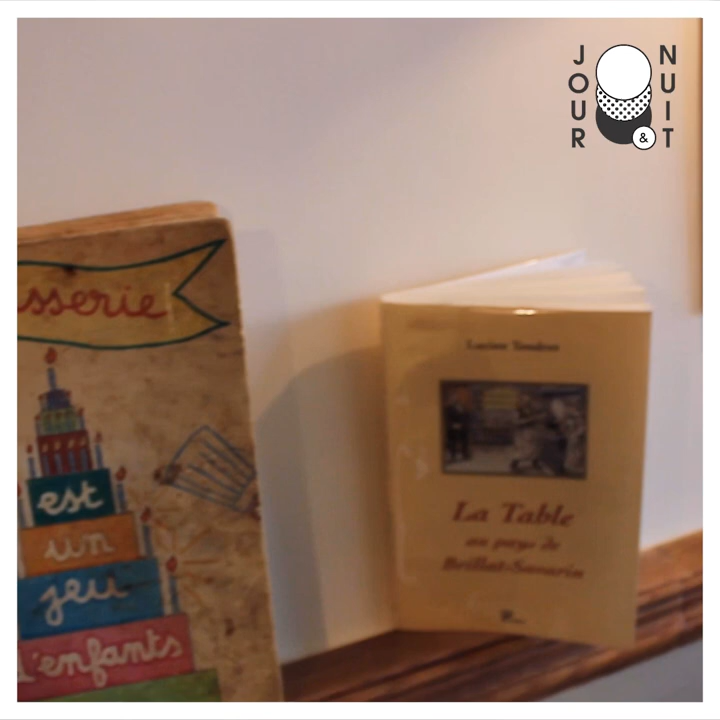 JOUR
&
NUIT
sserie
est
un
jeu
d'enfants
Lucien Tendret
La Table
au pays de
Brillat-Savarin